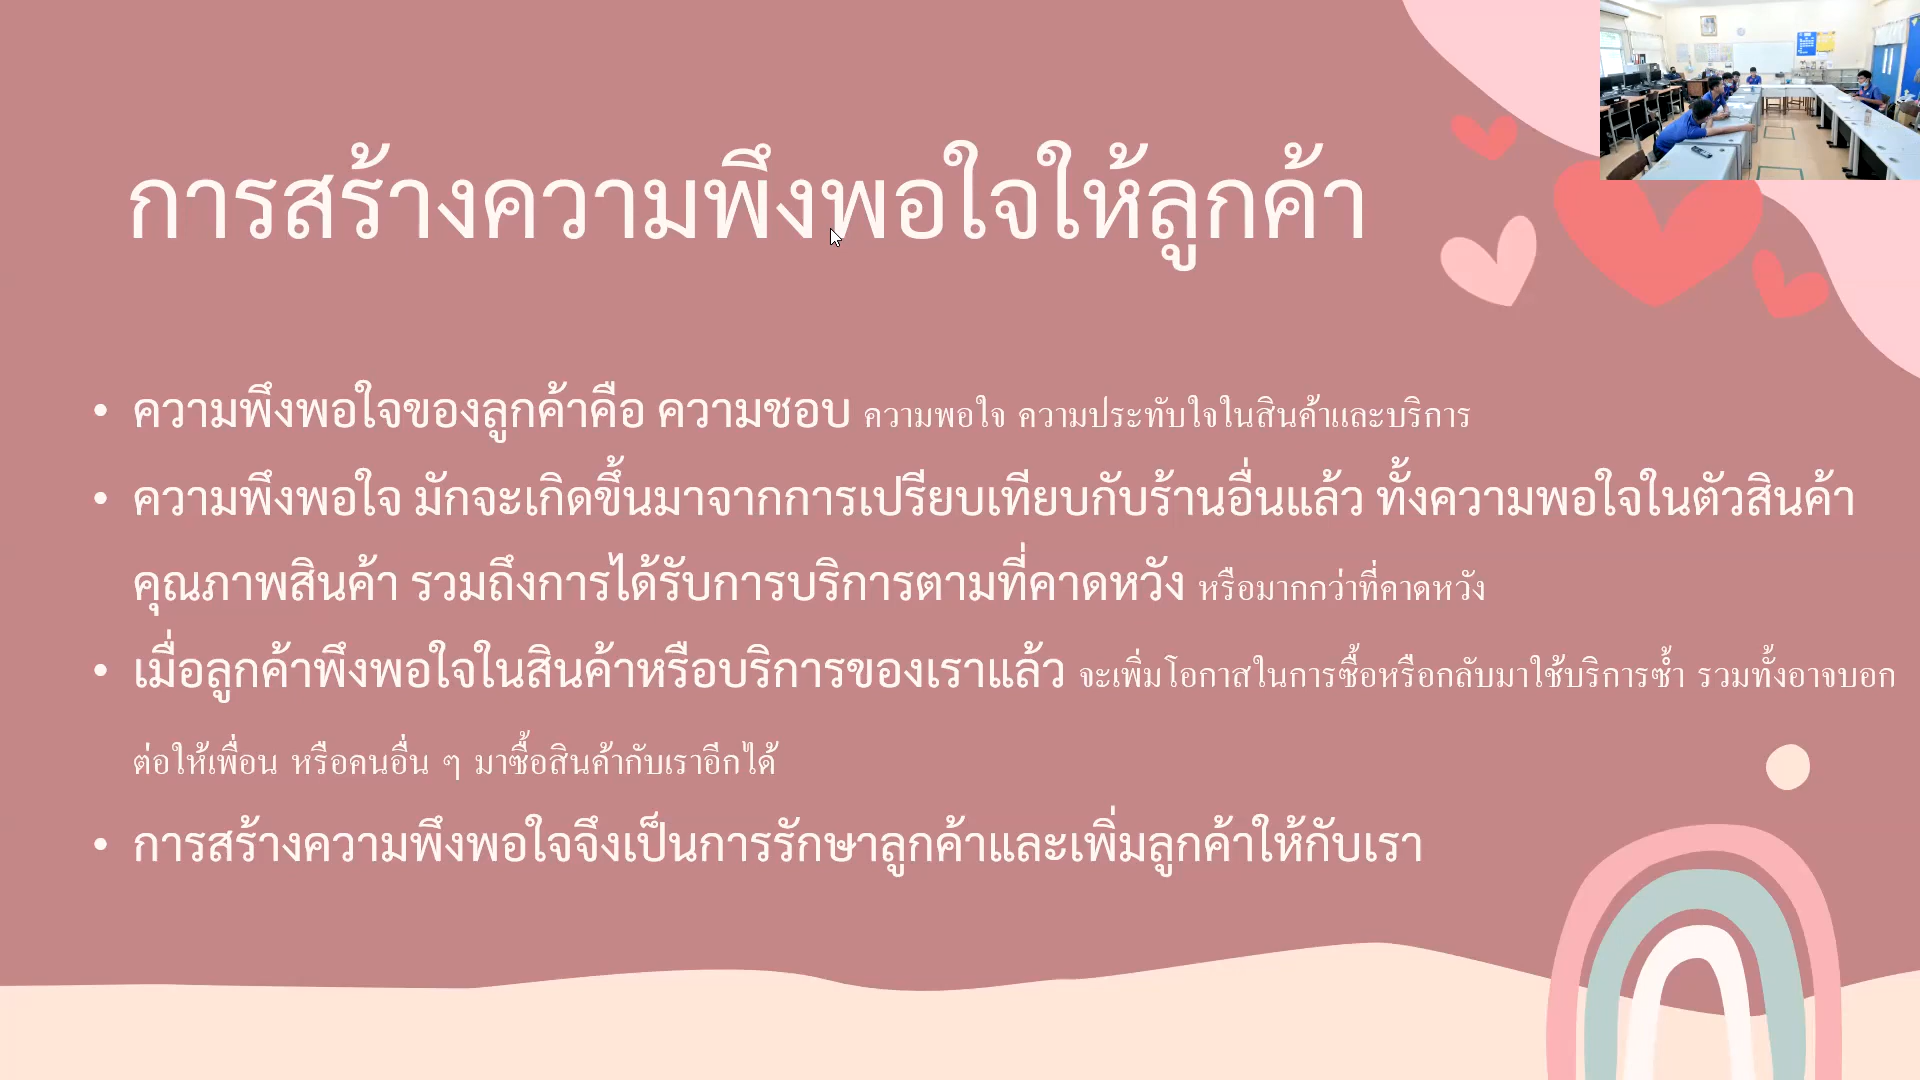 การสร้างความพึงพอใจให้ลูกค้า
• ความพึงพอใจของลูกค้าคือ ความชอบ ความพอใจ ความประทับใจในสินค้าและบริการ
• ความพึงพอใจ มักจะเกิดขึ้นมาจากการเปรียบเทียบกับร้านอื่นแล้ว ทั้งความพอใจในตัวสินค้า
คุณภาพสินค้า รวมถึงการได้รับการบริการตามที่คาดหวัง หรือมากกว่าที่คาดหวัง
• เมื่อลูกค้าพึงพอใจในสินค้าหรือบริการของเราแล้ว จะเพิ่มโอกาสในการซื้อหรือกลับมาใช้บริการซ้ำ รวมทั้งอาจบอก
ต่อให้เพื่อน หรือคนอื่น ๆ มาซื้อสินค้ากับเราอีกได้
• การสร้างความพึงพอใจจึงเป็นการรักษาลูกค้าและเพิ่มลูกค้าให้กับเรา